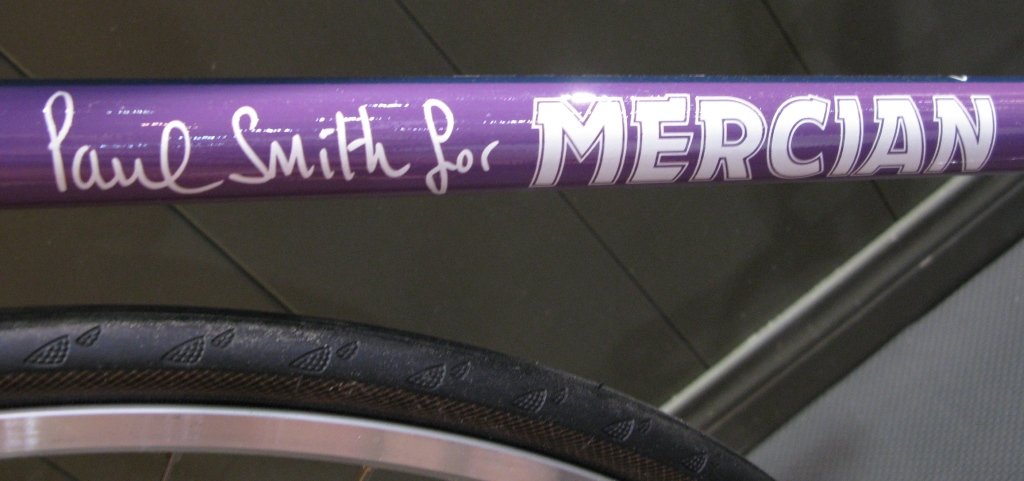 Paul Smith for MERCIAN